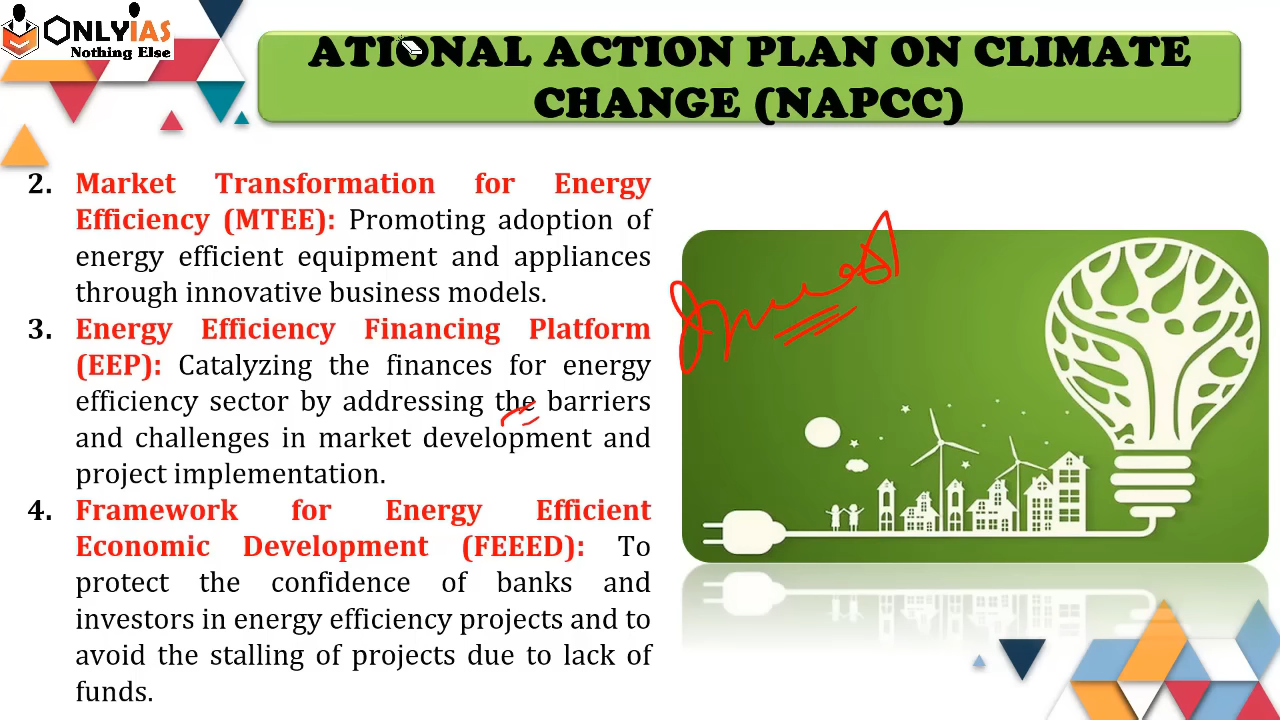 ONLYIAS
Nothing Else
ATIONAL ACTION PLAN ON CLIMATE
CHANGE (NAPCC)
2. Market Transformation for Energy
Efficiency (MTEE): Promoting adoption of
energy efficient equipment and appliances
through innovative business models.
3. Energy Efficiency Financing Platform
(EEP): Catalyzing the finances for energy
efficiency sector by addressing the barriers
and challenges in market development and
project implementation.
4. Framework for Energy Efficient
Economic Development (FEEED): To
protect the confidence of banks and
investors in energy efficiency projects and to
avoid the stalling of projects due to lack of
funds.